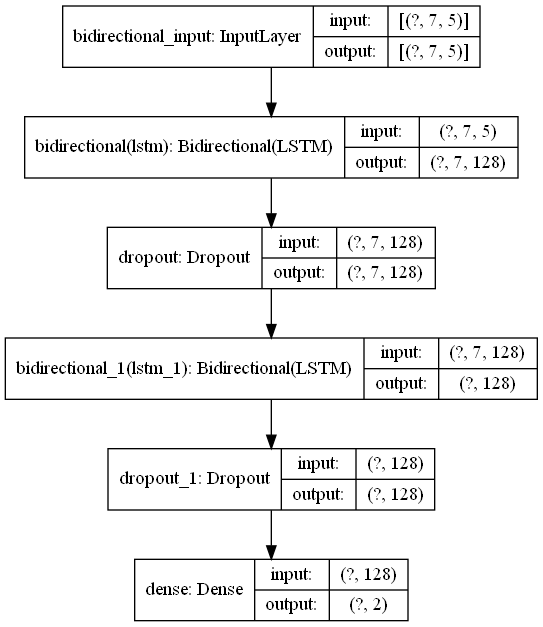 bidirectional_input: InputLayer
input: [(?, 7, 5)]
output: [(?, 7, 5)]
bidirectional(lstm): Bidirectional(LSTM)
input: (?, 7, 5)
output: (?, 7, 128)
dropout: Dropout
input: (?, 7, 128)
output: (?, 7, 128)
bidirectional_1(lstm_1): Bidirectional(LSTM)
input: (?, 7, 128)
output: (?, 128)
dropout_1: Dropout
input: (?, 128)
output: (?, 128)
dense: Dense
input: (?, 128)
output: (?, 2)